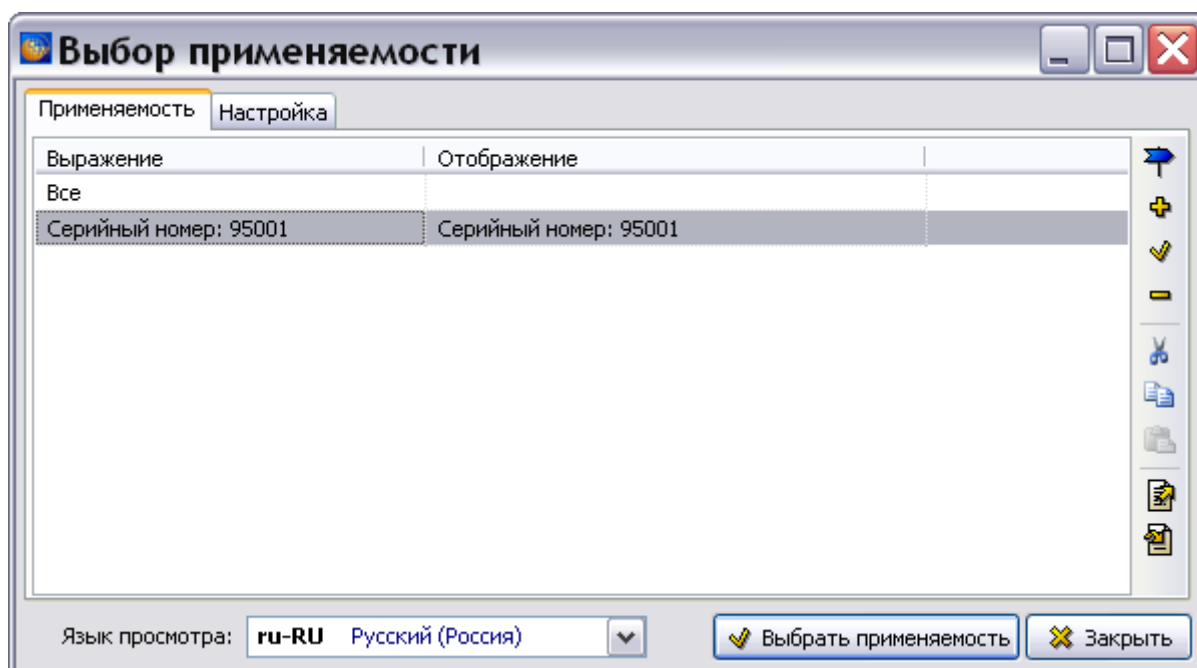 Выбор применяемости
Применяемость Настройка
Выражение Отображение
Все
Серийный номер: 95001 Серийный номер: 95001
Язык просмотра: ru-RU Русский (Россия) Выбрать применяемость Закрыть